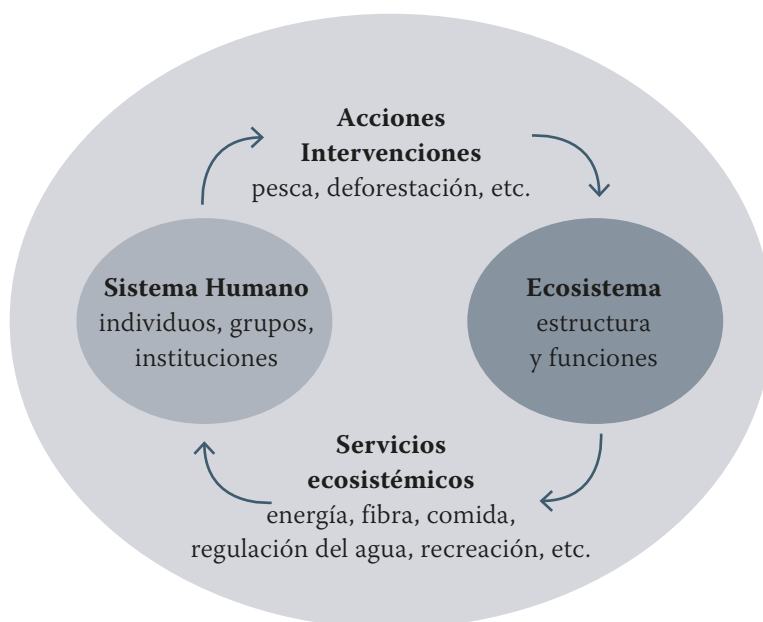 Acciones
Intervenciones
pesca, deforestación, etc.
Sistema Humano
individuos, grupos,
instituciones
Ecosistema
estructura
y funciones
Servicios
ecosistémicos
energía, fibra, comida,
regulación del agua, recreación, etc.